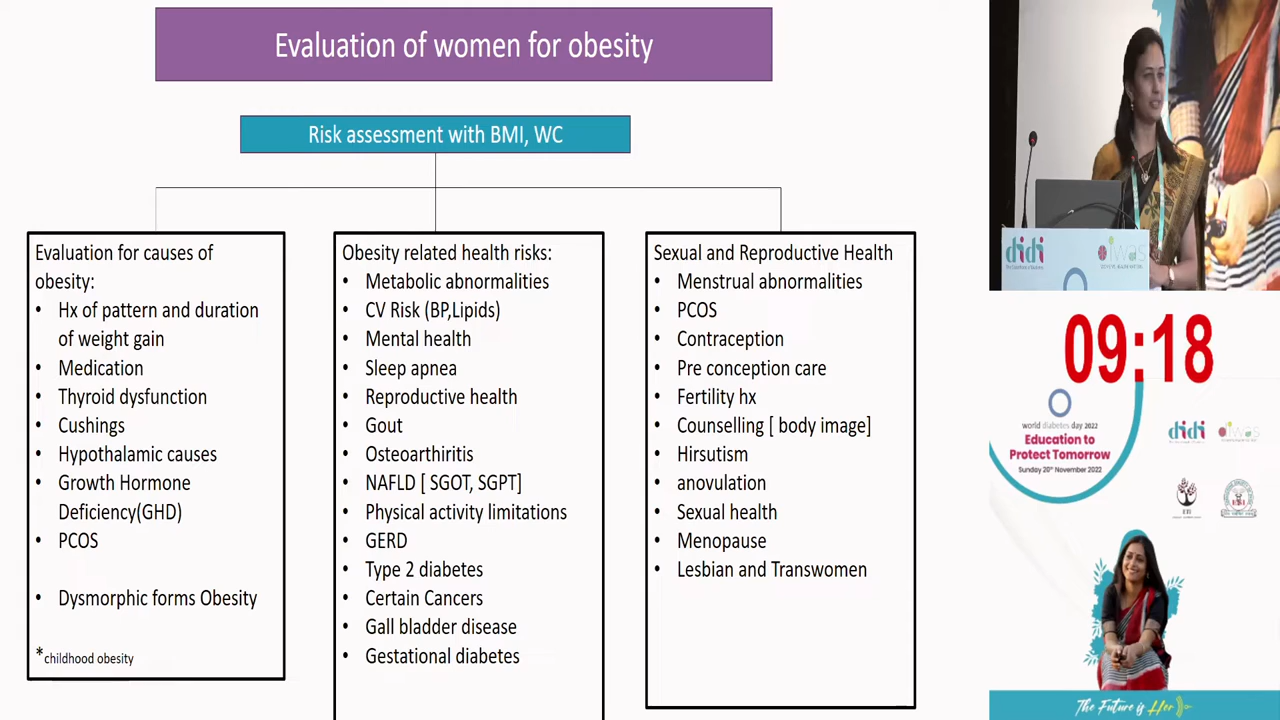 Evaluation of women for obesity
Risk assessment with BMI, WC
Evaluation for causes of
obesity:
• Hx of pattern and duration
of weight gain
• Medication
• Thyroid dysfunction
• Cushings
• Hypothalamic causes
• Growth Hormone
Deficiency(GHD)
• PCOS
• Dysmorphic forms Obesity
*childhood obesity
Obesity related health risks:
• Metabolic abnormalities
• CV Risk (BP,Lipids)
• Mental health
• Sleep apnea
• Reproductive health
• Gout
• Osteoarthiritis
• NAFLD [ SGOT, SGPT]
• Physical activity limitations
• GERD
• Type 2 diabetes
• Certain Cancers
• Gall bladder disease
• Gestational diabetes
Sexual and Reproductive Health
• Menstrual abnormalities
• PCOS
• Contraception
• Pre conception care
• Fertility hx
• Counselling [ body image]
• Hirsutism
• anovulation
• Sexual health
• Menopause
• Lesbian and Transwomen
didi
iwas
09:18
world diabetes day 2022
Education to
Protect Tomorrow
Sunday 20th November 2022
didi
iwas
The Future is Her